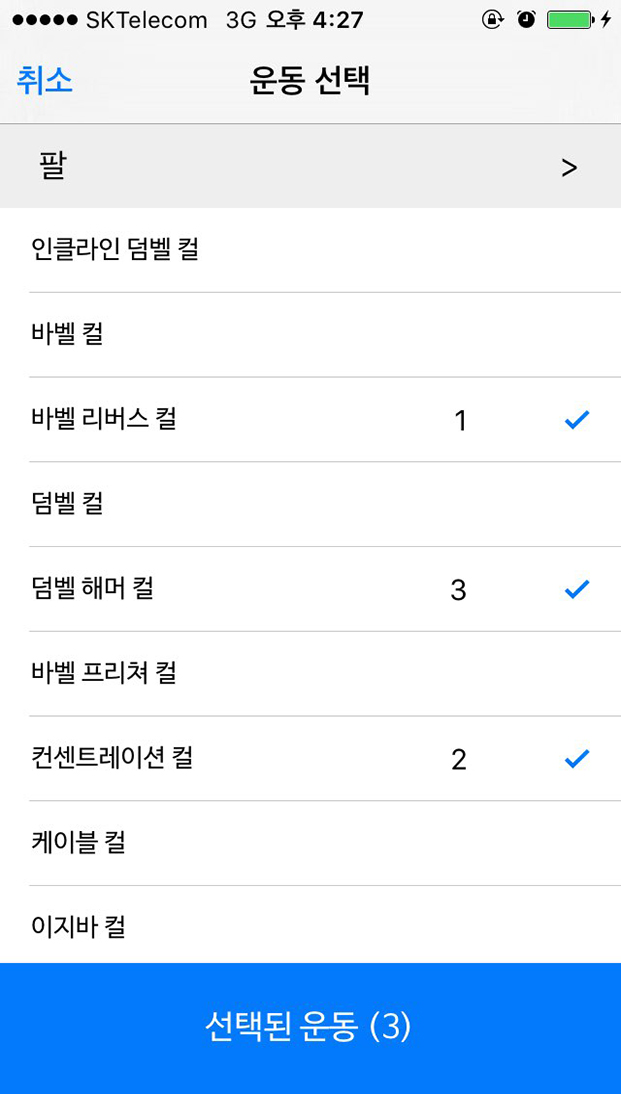 SKTelecom 3G 오후 4:27
취소 운동 선택
팔 >
인클라인 덤벨 컬
바벨 컬
바벨 리버스 컬 1
덤벨 컬
덤벨 해머 컬 3
바벨 프리쳐 컬
컨센트레이션 컬 2
케이블 컬
이지바 컬
선택된 운동 (3)